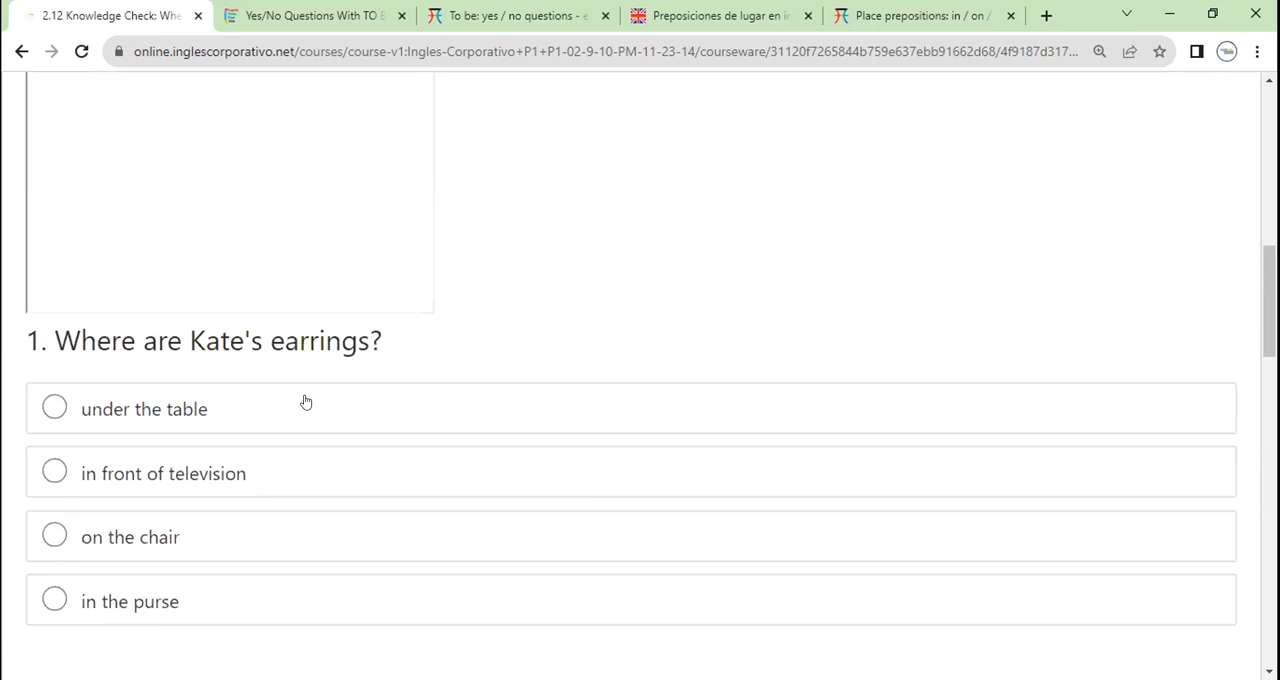 2.12 Knowledge Check: Whe
Yes/No Questions With TO
To be: yes / no questions - e
Preposiciones de lugar en in
Place prepositions: in / on /
online.inglescorporativo.net/courses/course-v1:Ingles-Corporativo+P1+P1-02-9-10-PM-11-23-14/courseware/31120f7265844b759e637ebb91662d68/4f9187d317...
1. Where are Kate's earrings?
under the table
in front of television
on the chair
in the purse